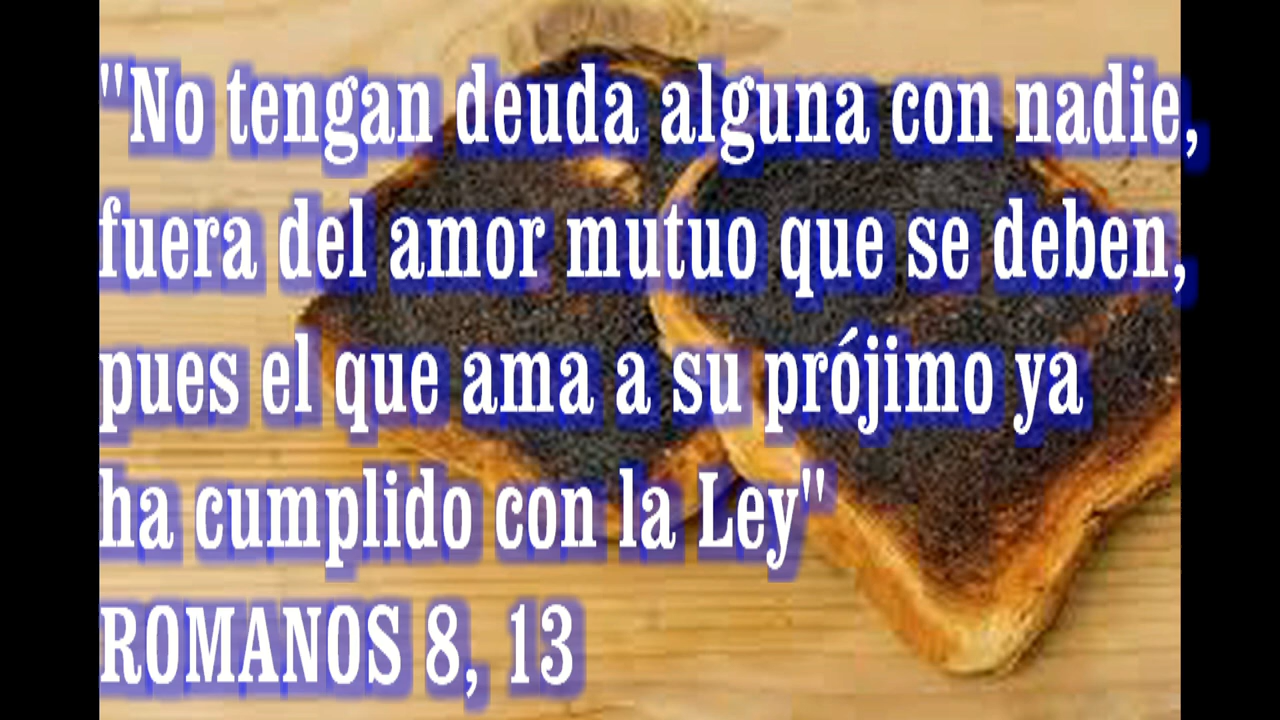 "No tengan deuda alguna con nadie,
fuera del amor mutuo que se deben,
pues el que ama a su prójimo ya
ha cumplido con la Ley"
ROMANOS 8, 13